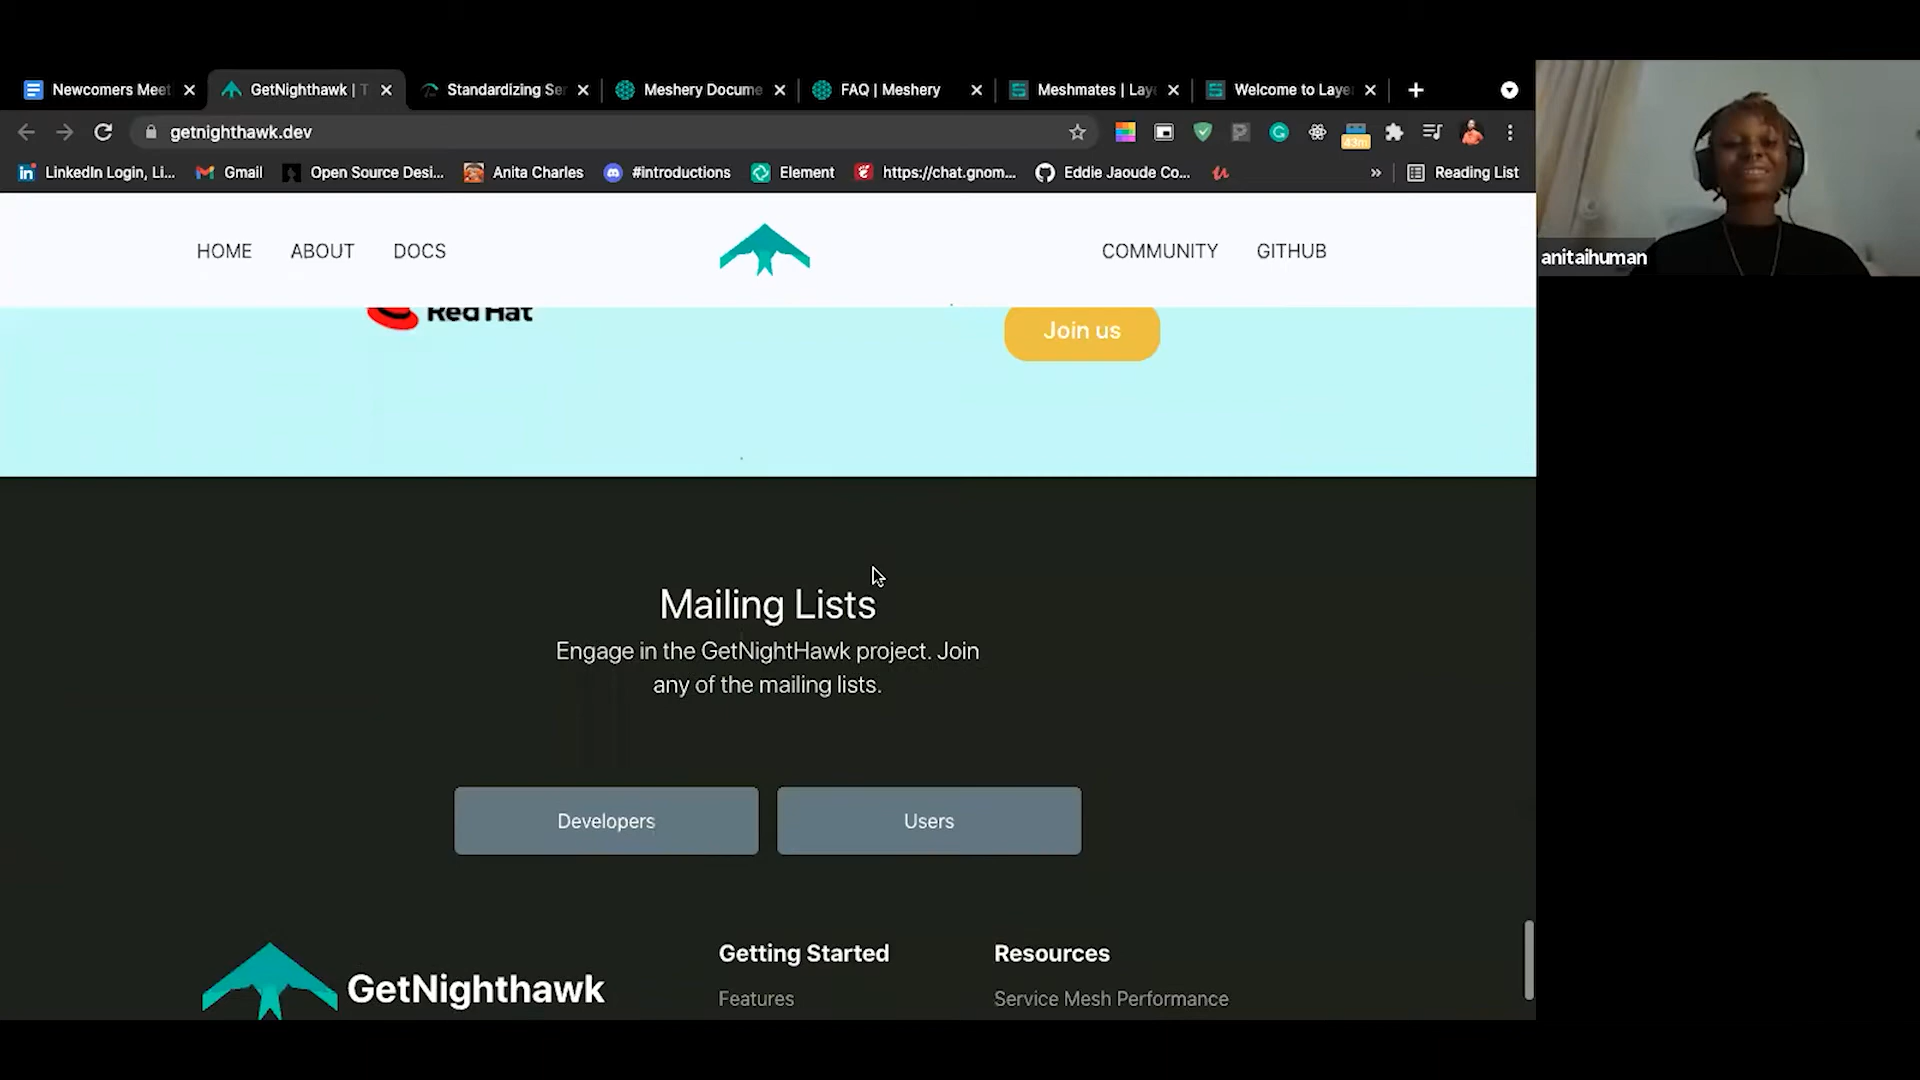 Newcomers Meet
GetNighthawk | T
Standardizing Ser
Meshery Docume
FAQ | Meshery
Meshmates | Laye
Welcome to Layer
getnighthawk.dev
43m
LinkedIn Login, Li...
Gmail
Open Source Desi...
Anita Charles
#introductions
Element
https://chat.gnom...
Eddie Jaoude Co...
Reading List
anitaihuman
HOME
ABOUT
DOCS
COMMUNITY
GITHUB
Red Hat
Join us
Mailing Lists
Engage in the GetNightHawk project. Join
any of the mailing lists.
Developers
Users
GetNighthawk
Getting Started
Features
Resources
Service Mesh Performance